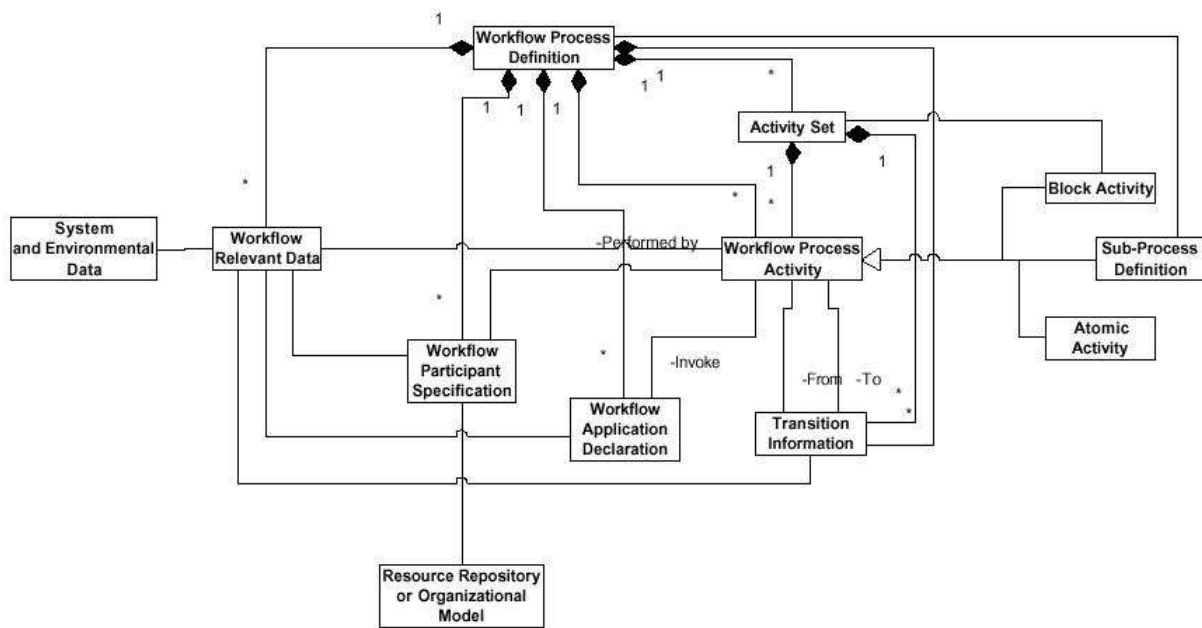 1
Workflow Process
Definition
1
1
*
1
1
1
Activity Set
1
1
*
*
*
Block Activity
System
and Environmental
Data
Workflow
Relevant Data
-Performed by
Workflow Process
Activity
Sub-Process
Definition
*
Workflow
Participant
Specification
*
-Invoke
Atomic
Activity
-From
-To
*
*
Workflow
Application
Declaration
Transition
Information
Resource Repository
or Organizational
Model